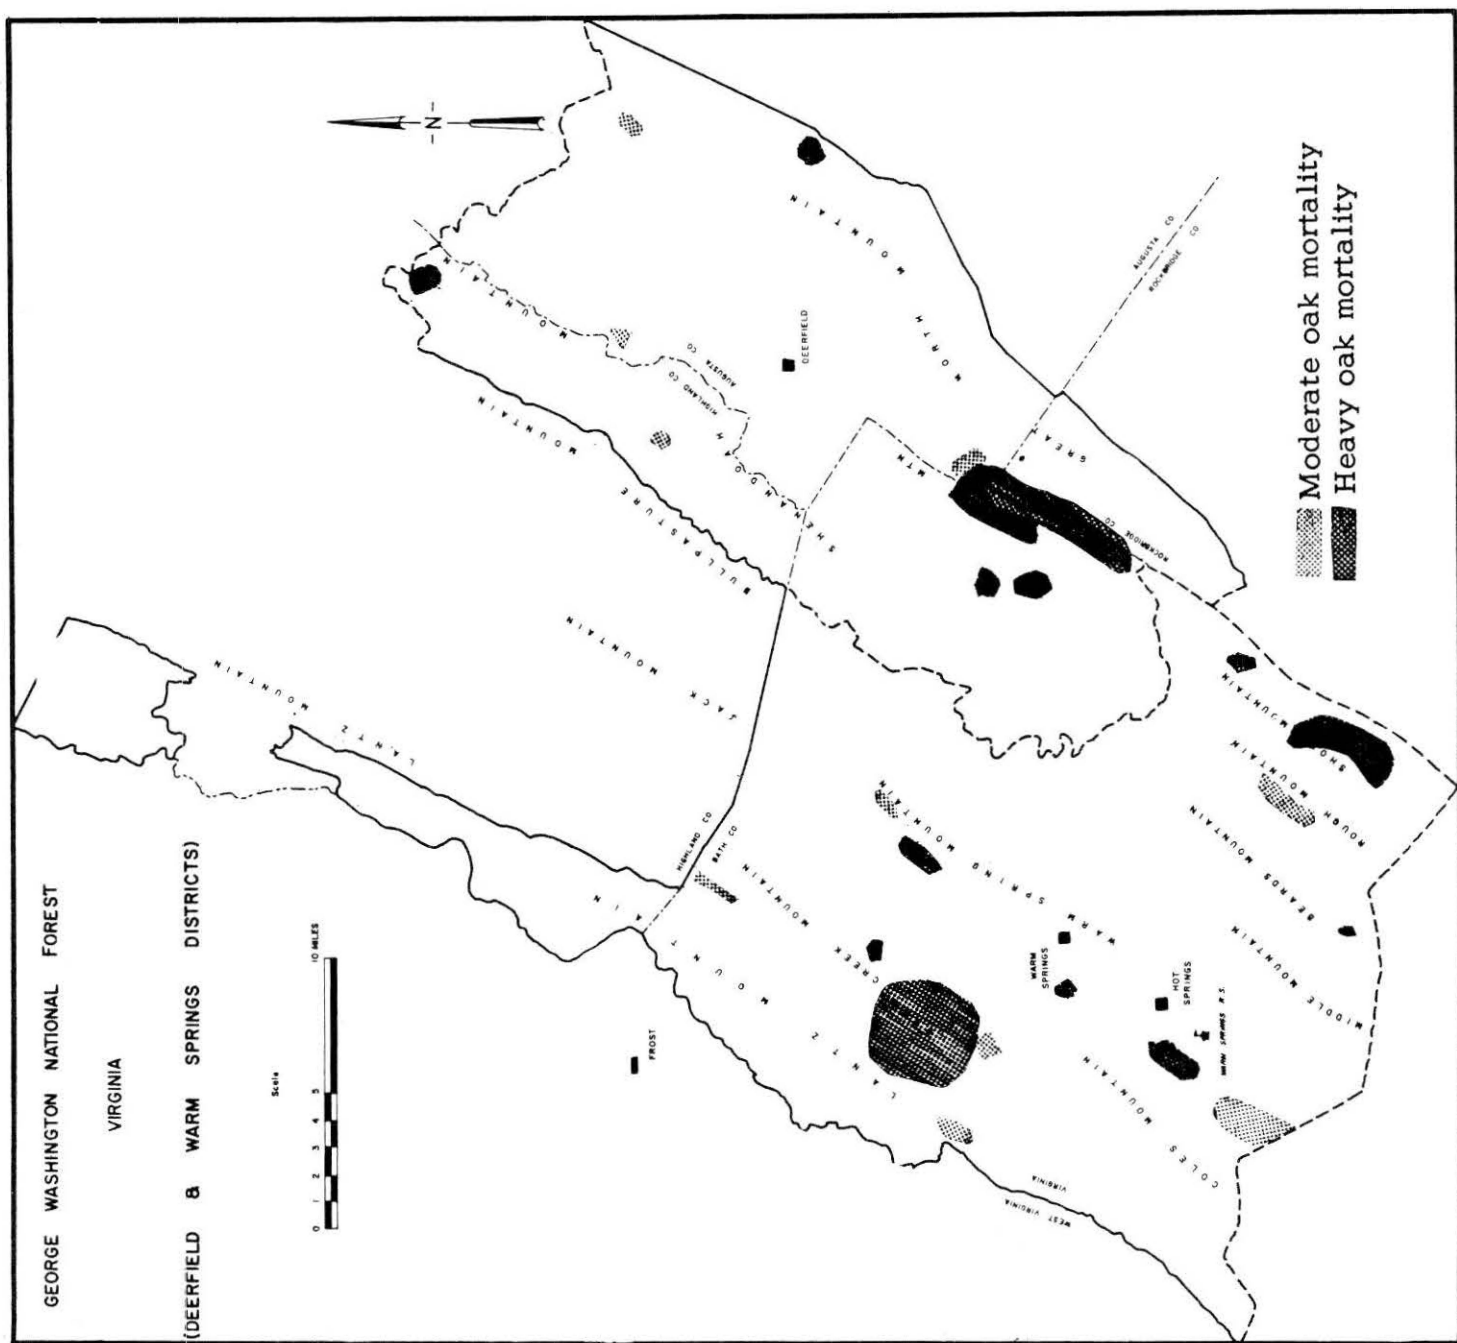 GEORGE WASHINGTON NATIONAL FOREST
VIRGINIA
(DEERFIELD & WARM SPRINGS DISTRICTS)
Scale
0 1 2 3 4 5 10 MILES
-N-
FROST
LANTZ MOUNTAIN
JACK MOUNTAIN
BULLPASTURE MOUNTAIN
SHENANDOAH MOUNTAIN
HIGHLAND CO
AUGUSTA CO
DEERFIELD
GREAT NORTH MOUNTAIN
AUGUSTA CO
ROCKBRIDGE CO
MTN
ROCKBRIDGE CO
HIGHLAND CO
BATH CO
LANTZ MOUNTAIN
CREEK MOUNTAIN
WARM SPRING MOUNTAIN
WARM
SPRINGS
HOT
SPRINGS
WARM SPRINGS R.S.
COLES MOUNTAIN
MIDDLE MOUNTAIN
BEARDS MOUNTAIN
ROUGH MOUNTAIN
SHO MOUNTAIN
VIRGINIA
WEST VIRGINIA
Moderate oak mortality
Heavy oak mortality